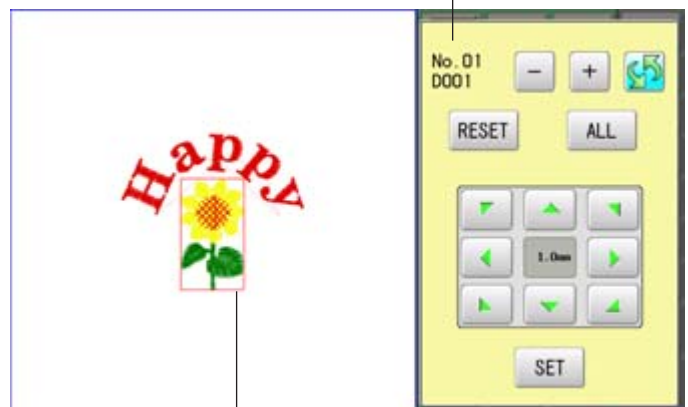 Happy
No.01
D001
- +
RESET ALL
1.0mm
SET